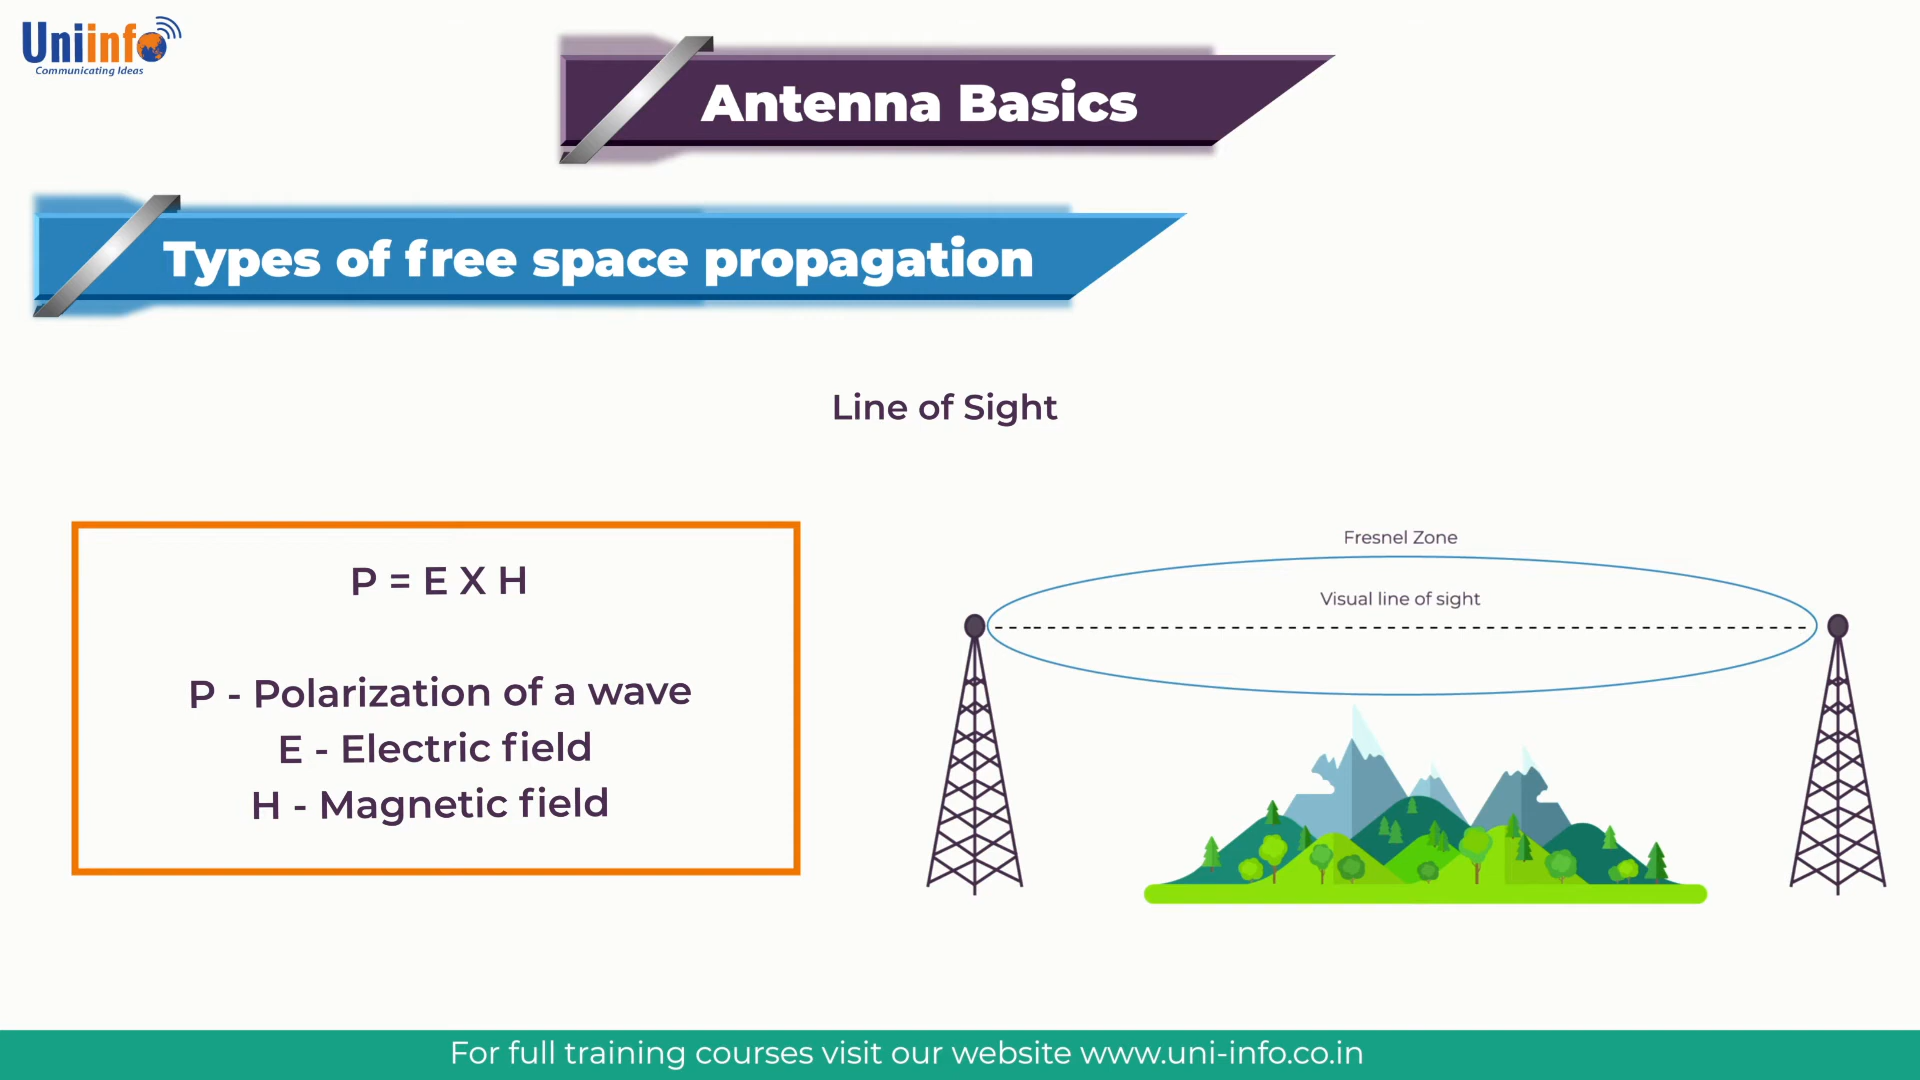 Uniinfo
Communicating Ideas
Antenna Basics
Types of free space propagation
Line of Sight
P = E X H
P - Polarization of a wave
E - Electric field
H - Magnetic field
Fresnel Zone
Visual line of sight
For full training courses visit our website www.uni-info.co.in